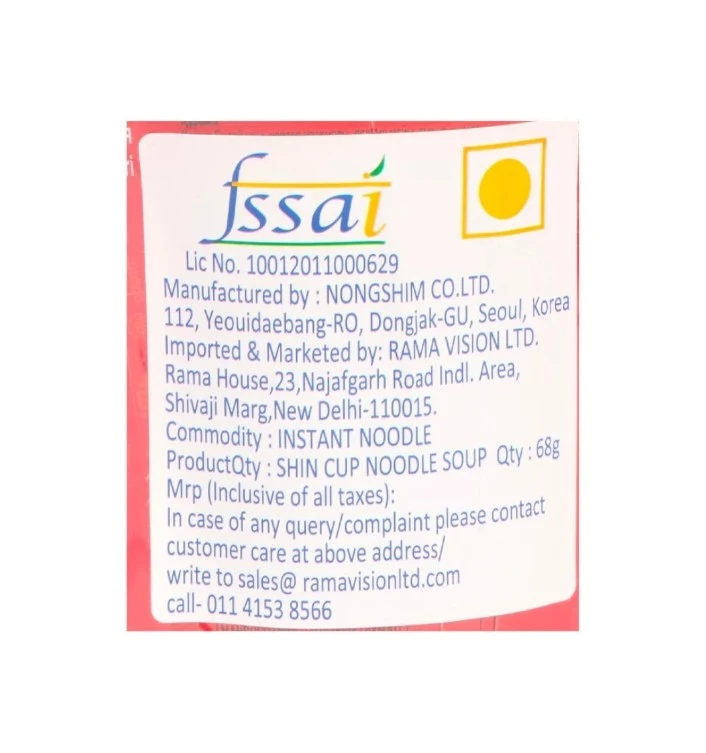 fssai
Lic No. 10012011000629
Manufactured by : NONGSHIM CO.LTD.
112, Yeouidaebang-RO, Dongjak-GU, Seoul, Korea
Imported & Marketed by: RAMA VISION LTD.
Rama House,23,Najafgarh Road Indl. Area,
Shivaji Marg,New Delhi-110015.
Commodity : INSTANT NOODLE
ProductQty : SHIN CUP NOODLE SOUP Qty : 68g
Mrp (Inclusive of all taxes):
In case of any query/complaint please contact
customer care at above address/
write to sales@ ramavisionltd.com
call- 011 4153 8566